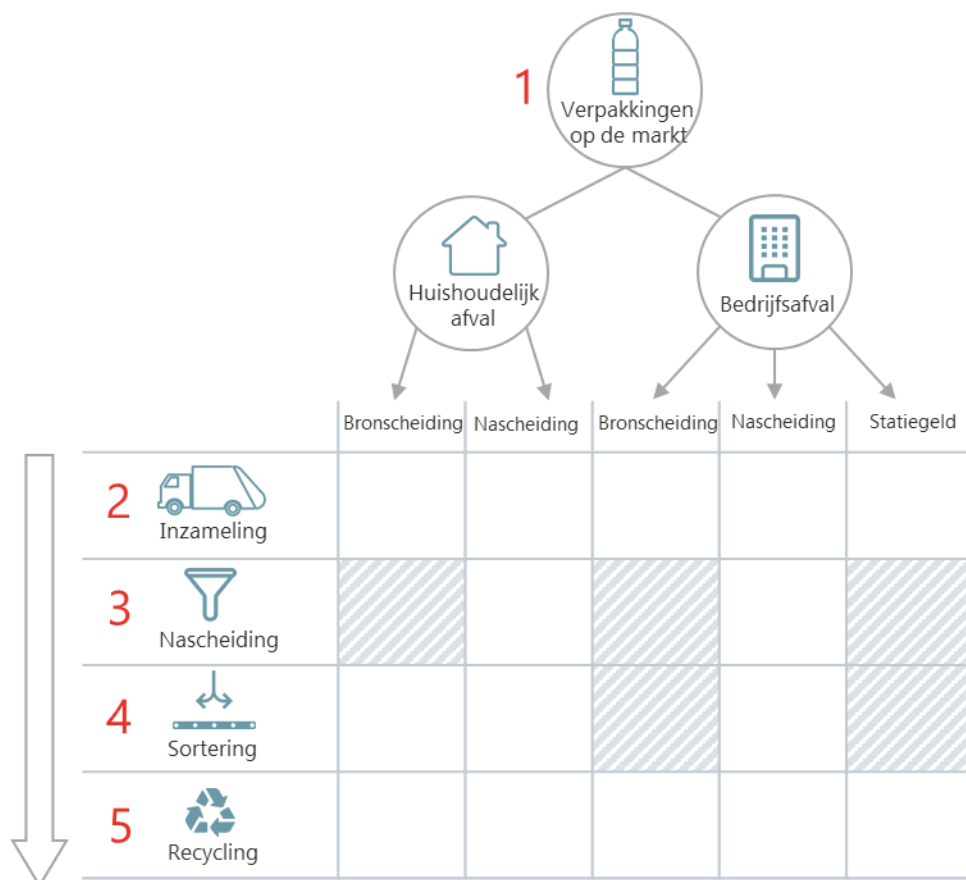 1
Verpakkingen
op de markt
Huishoudelijk
afval
Bedrijfsafval
Bronscheiding
Nascheiding
Bronscheiding
Nascheiding
Statiegeld
2
Inzameling
3
Nascheiding
4
Sortering
5
Recycling